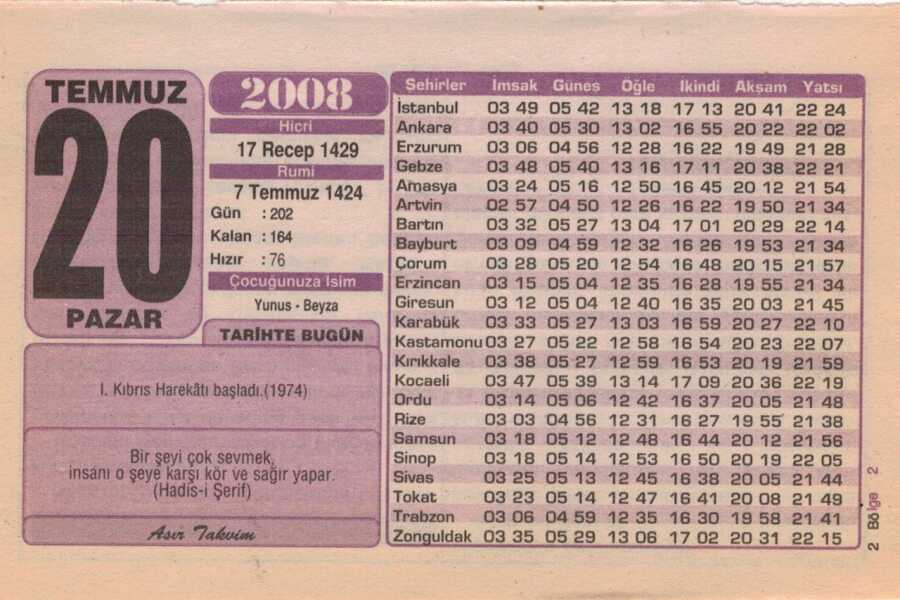 TEMMUZ
20
PAZAR
2008
Hicri
17 Recep 1429
Rumi
7 Temmuz 1424
Gün : 202
Kalan : 164
Hızır : 76
Çocuğunuza İsim
Yunus - Beyza
TARİHTE BUGÜN
I. Kıbrıs Harekâtı başladı.(1974)
Bir şeyi çok sevmek,
insanı o şeye karşı kör ve sağır yapar.
(Hadis-i Şerif)
Asır Takvim
Şehirler İmsak Güneş Öğle İkindi Akşam Yatsı
İstanbul 03 49 05 42 13 18 17 13 20 41 22 24
Ankara 03 40 05 30 13 02 16 55 20 22 22 02
Erzurum 03 06 04 56 12 28 16 22 19 49 21 28
Gebze 03 48 05 40 13 16 17 11 20 38 22 21
Amasya 03 24 05 16 12 50 16 45 20 12 21 54
Artvin 02 57 04 50 12 26 16 22 19 50 21 34
Bartın 03 32 05 27 13 04 17 01 20 29 22 14
Bayburt 03 09 04 59 12 32 16 26 19 53 21 34
Çorum 03 28 05 20 12 54 16 48 20 15 21 57
Erzincan 03 15 05 04 12 35 16 28 19 55 21 34
Giresun 03 12 05 04 12 40 16 35 20 03 21 45
Karabük 03 33 05 27 13 03 16 59 20 27 22 10
Kastamonu 03 27 05 22 12 58 16 54 20 23 22 07
Kırıkkale 03 38 05 27 12 59 16 53 20 19 21 59
Kocaeli 03 47 05 39 13 14 17 09 20 36 22 19
Ordu 03 14 05 06 12 42 16 37 20 05 21 48
Rize 03 03 04 56 12 31 16 27 19 55 21 38
Samsun 03 18 05 12 12 48 16 44 20 12 21 56
Sinop 03 18 05 14 12 53 16 50 20 19 22 05
Sivas 03 25 05 13 12 45 16 38 20 05 21 44
Tokat 03 23 05 14 12 47 16 41 20 08 21 49
Trabzon 03 06 04 59 12 35 16 30 19 58 21 41
Zonguldak 03 35 05 29 13 06 17 02 20 31 22 15
2 Bölge 2